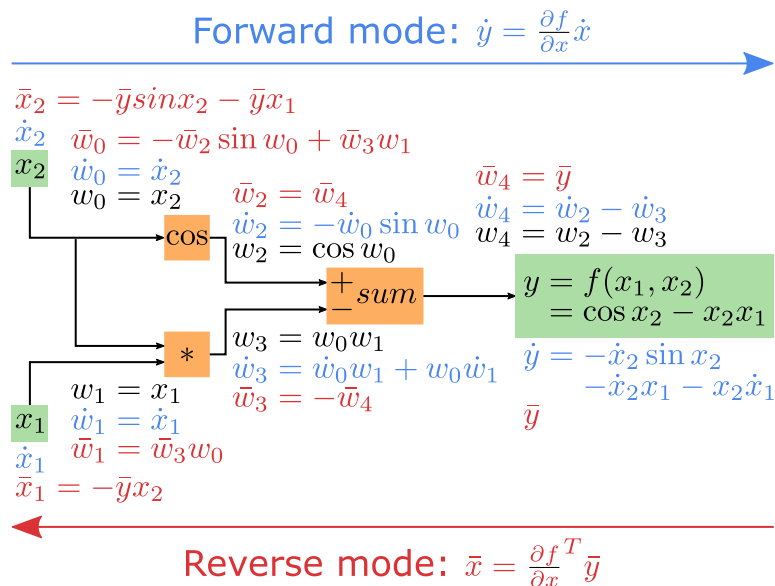 Forward mode: ẏ = ∂f/∂x ẋ
x̄₂ = −ȳsinx₂ − ȳx₁
ẋ₂
x₂
w̄₀ = −w̄₂ sin w₀ + w̄₃w₁
ẇ₀ = ẋ₂
w₀ = x₂
cos
w̄₂ = w̄₄
ẇ₂ = −ẇ₀ sin w₀
w₂ = cos w₀
w̄₄ = ȳ
ẇ₄ = ẇ₂ − ẇ₃
w₄ = w₂ − w₃
+
−
sum
y = f(x₁, x₂)
= cos x₂ − x₂x₁
ẏ = −ẋ₂ sin x₂
−ẋ₂x₁ − x₂ẋ₁
ȳ
*
w₃ = w₀w₁
ẇ₃ = ẇ₀w₁ + w₀ẇ₁
w̄₃ = −w̄₄
w₁ = x₁
ẇ₁ = ẋ₁
w̄₁ = w̄₃w₀
x₁
ẋ₁
x̄₁ = −ȳx₂
Reverse mode: x̄ = ∂f/∂x ᵀ ȳ